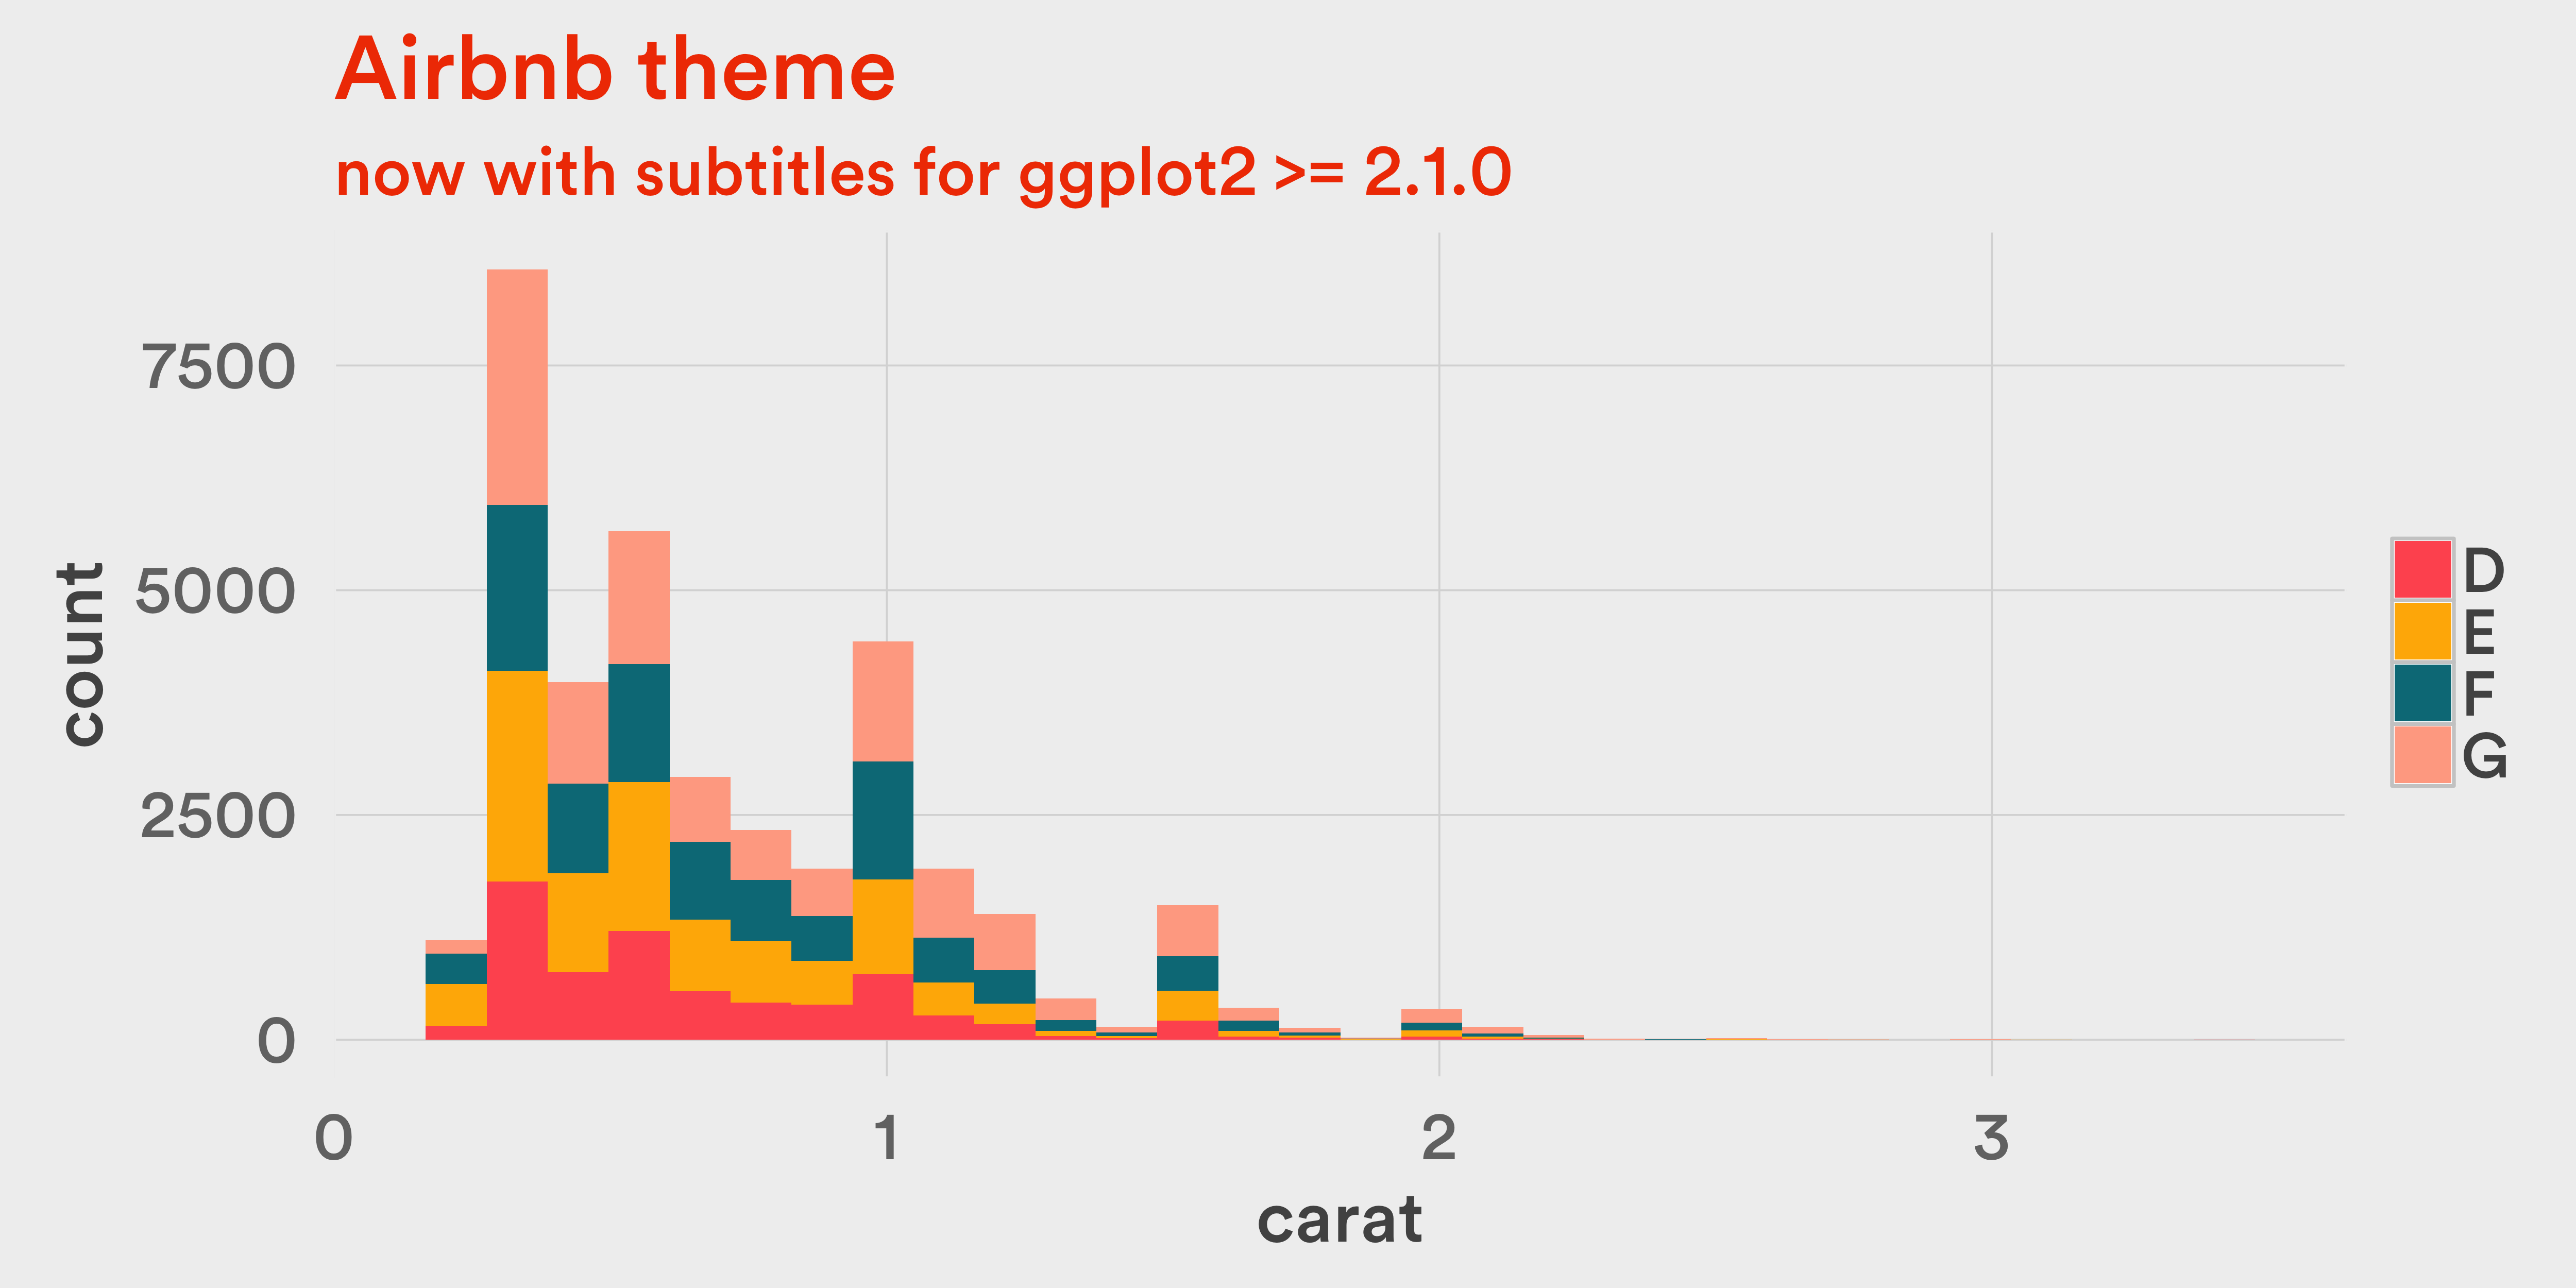 Airbnb theme
now with subtitles for ggplot2 >= 2.1.0
count
7500
5000
2500
0
0 1 2 3
carat
D
E
F
G